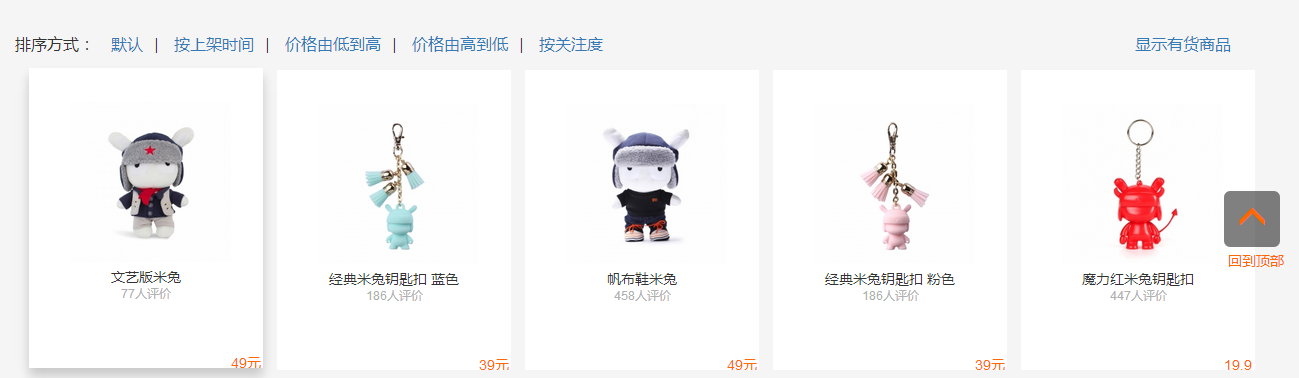 排序方式： 默认 | 按上架时间 | 价格由低到高 | 价格由高到低 | 按关注度 显示有货商品
文艺版米兔
77人评价
49元
经典米兔钥匙扣 蓝色
186人评价
39元
帆布鞋米兔
458人评价
49元
经典米兔钥匙扣 粉色
186人评价
39元
魔力红米兔钥匙扣
447人评价
19.9
回到顶部